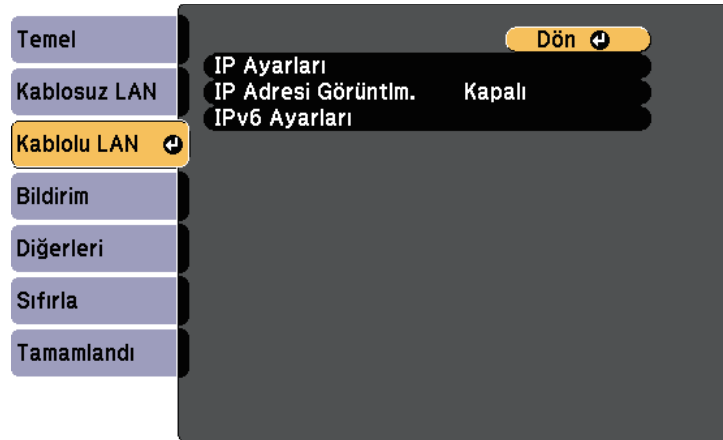 Temel
Kablosuz LAN
Kablolu LAN
Bildirim
Diğerleri
Sıfırla
Tamamlandı
Dön
IP Ayarları
IP Adresi Görüntlm. Kapalı
IPv6 Ayarları